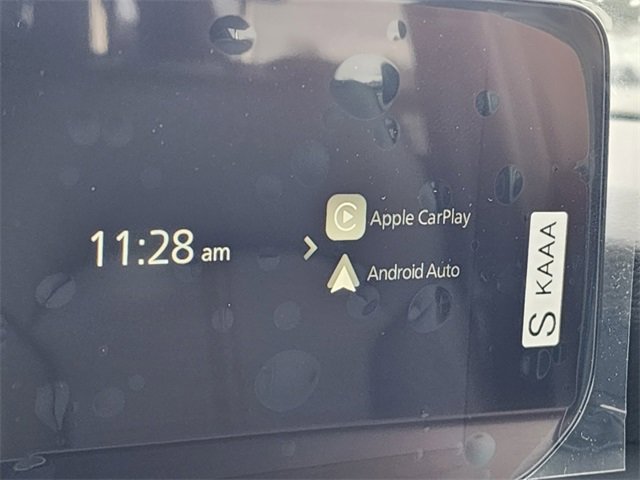 11:28 am
Apple CarPlay
Android Auto
S KAAA